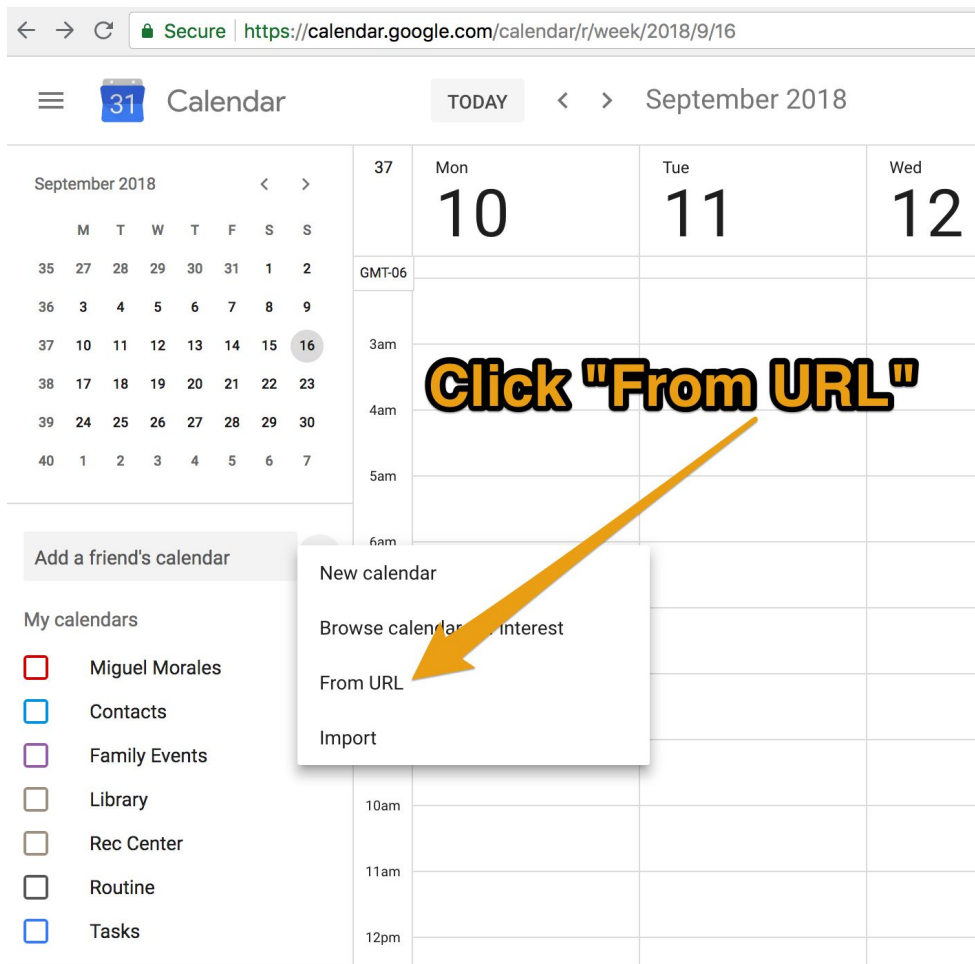 Secure | https://calendar.google.com/calendar/r/week/2018/9/16
31 Calendar TODAY September 2018
September 2018
M T W T F S S
35 27 28 29 30 31 1 2
36 3 4 5 6 7 8 9
37 10 11 12 13 14 15 16
38 17 18 19 20 21 22 23
39 24 25 26 27 28 29 30
40 1 2 3 4 5 6 7
Add a friend's calendar
My calendars
Miguel Morales
Contacts
Family Events
Library
Rec Center
Routine
Tasks
37 Mon Tue Wed
10 11 12
GMT-06
3am
Click "From URL"
4am
5am
6am
New calendar
Browse calendar interest
From URL
Import
10am
11am
12pm